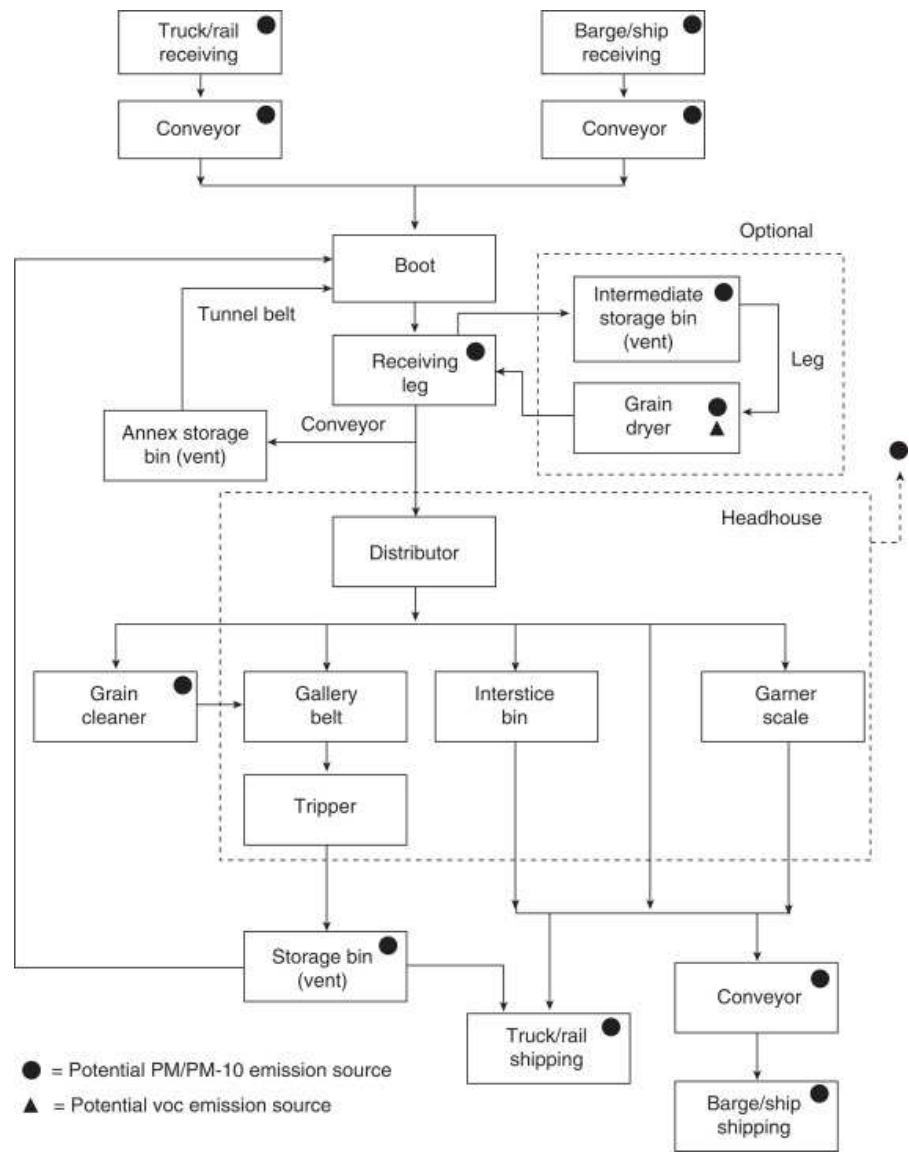 Truck/rail
receiving
Barge/ship
receiving
Conveyor
Conveyor
Optional
Boot
Intermediate
storage bin
(vent)
Tunnel belt
Receiving
leg
Leg
Grain
dryer
Conveyor
Annex storage
bin (vent)
Headhouse
Distributor
Grain
cleaner
Gallery
belt
Interstice
bin
Garner
scale
Tripper
Storage bin
(vent)
Conveyor
Truck/rail
shipping
= Potential PM/PM-10 emission source
= Potential voc emission source
Barge/ship
shipping